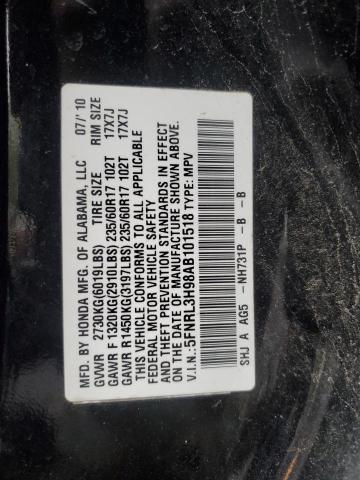 MFD. BY HONDA MFG. OF ALABAMA, LLC 07/'10
GVWR 2730KG(6019LBS) TIRE SIZE RIM SIZE
GAWR F 1320KG(2910LBS) 235/60R17 102T 17X7J
GAWR R 1450KG(3197LBS) 235/60R17 102T 17X7J
THIS VEHICLE CONFORMS TO ALL APPLICABLE
FEDERAL MOTOR VEHICLE SAFETY
AND THEFT PREVENTION STANDARDS IN EFFECT
ON THE DATE OF MANUFACTURE SHOWN ABOVE.
V.I.N.: 5FNRL3H98AB101518 TYPE: MPV
SHJ A AG5 -NH731P -B -B